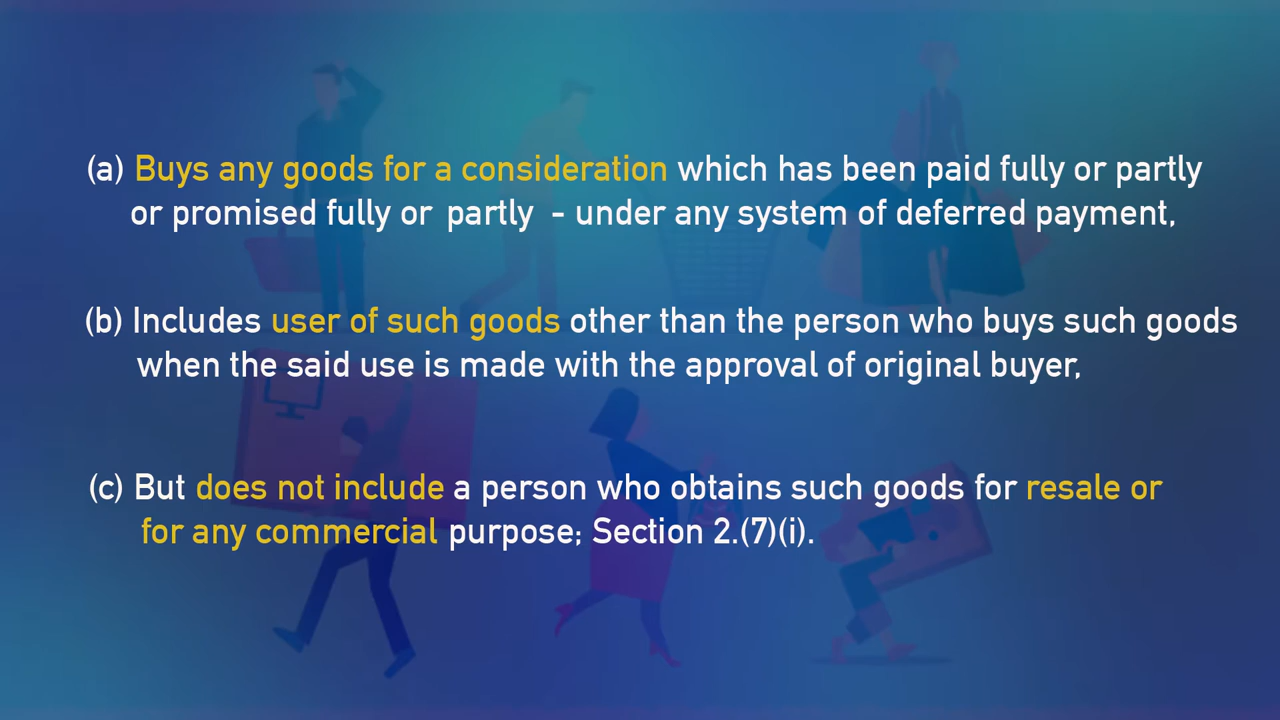 (a) Buys any goods for a consideration which has been paid fully or partly
or promised fully or partly - under any system of deferred payment,
(b) Includes user of such goods other than the person who buys such goods
when the said use is made with the approval of original buyer,
(c) But does not include a person who obtains such goods for resale or
for any commercial purpose; Section 2.(7)(i).